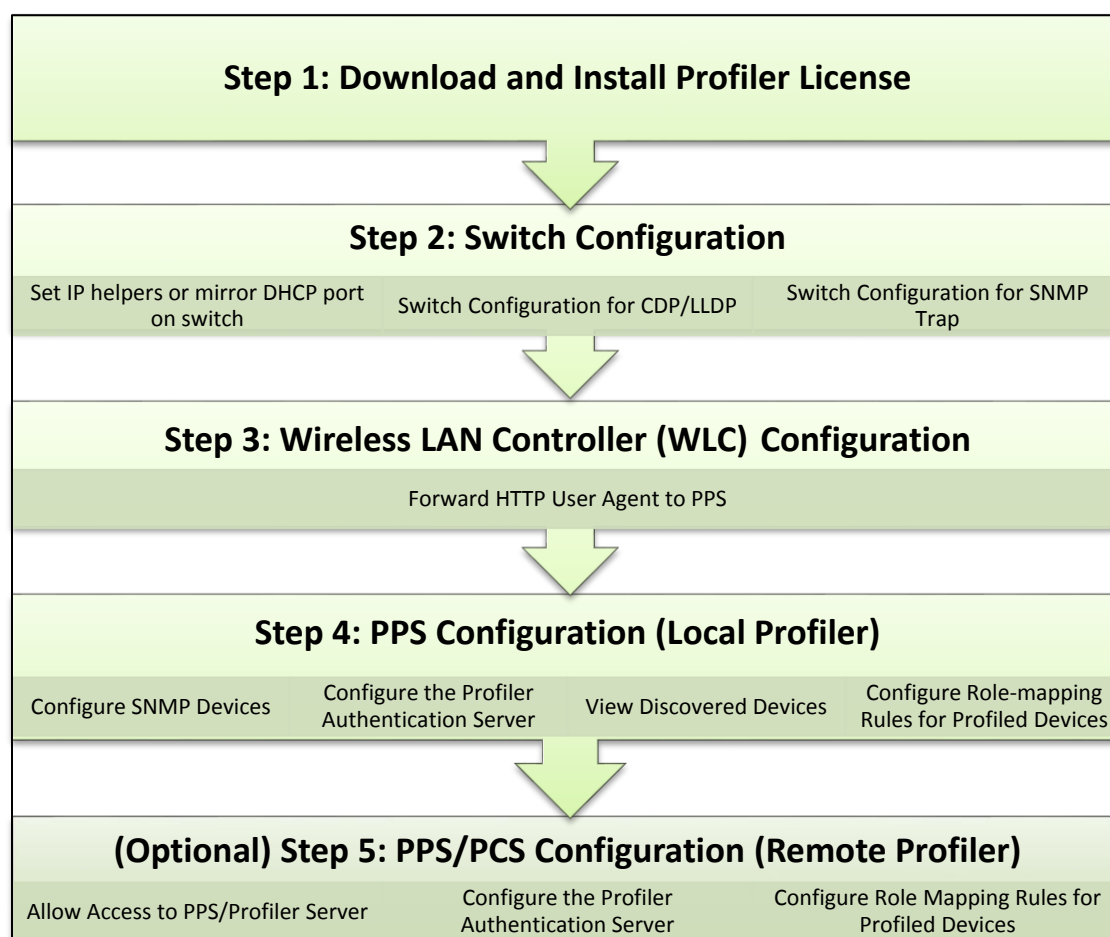 Step 1: Download and Install Profiler License
Step 2: Switch Configuration
Set IP helpers or mirror DHCP port
on switch
Switch Configuration for CDP/LLDP
Switch Configuration for SNMP
Trap
Step 3: Wireless LAN Controller (WLC) Configuration
Forward HTTP User Agent to PPS
Step 4: PPS Configuration (Local Profiler)
Configure SNMP Devices
Configure the Profiler
Authentication Server
View Discovered Devices
Configure Role-mapping
Rules for Profiled Devices
(Optional) Step 5: PPS/PCS Configuration (Remote Profiler)
Allow Access to PPS/Profiler Server
Configure the Profiler
Authentication Server
Configure Role Mapping Rules for
Profiled Devices